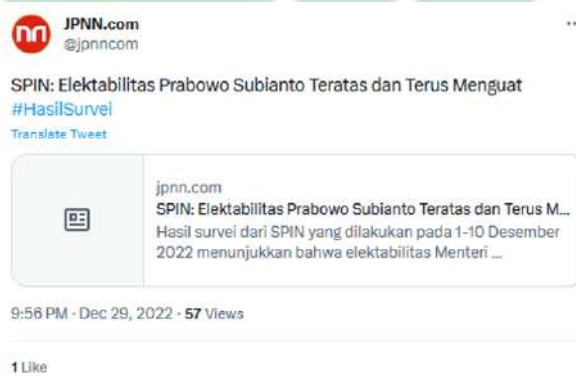 JPNN.com
@jpnncom
SPIN: Elektabilitas Prabowo Subianto Teratas dan Terus Menguat
#HasilSurvei
Translate Tweet
jpnn.com
SPIN: Elektabilitas Prabowo Subianto Teratas dan Terus M...
Hasil survei dari SPIN yang dilakukan pada 1-10 Desember
2022 menunjukkan bahwa elektabilitas Menteri ...
9:56 PM · Dec 29, 2022 · 57 Views
1 Like